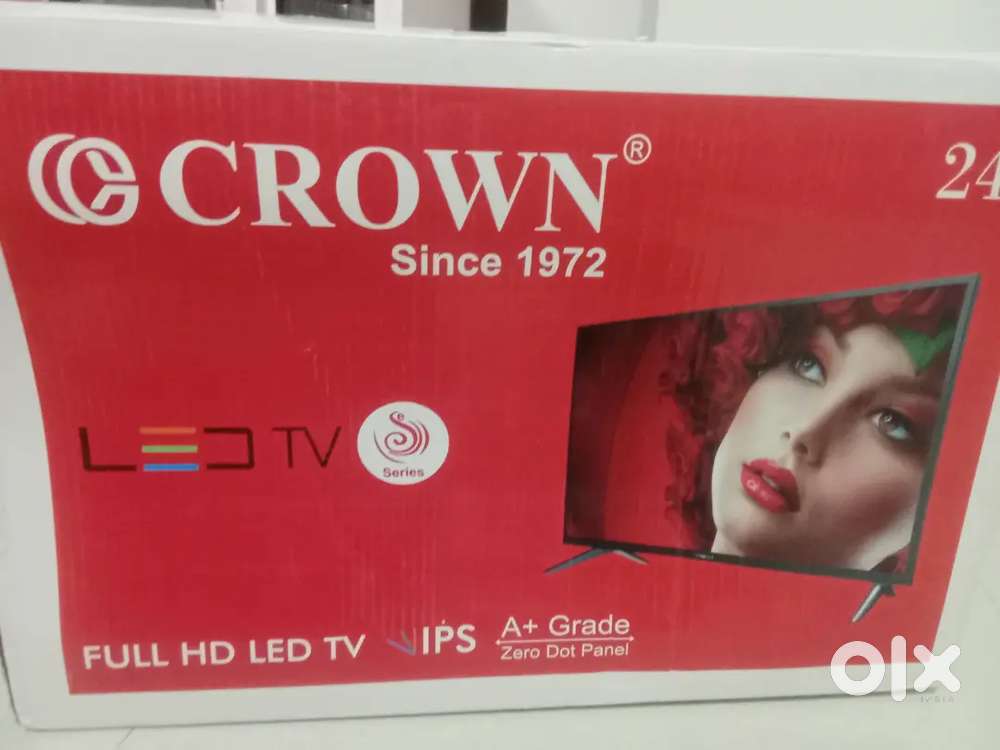 CROWN®
24
Since 1972
LED TV
Series
FULL HD LED TV
IPS
A+ Grade
Zero Dot Panel
olx